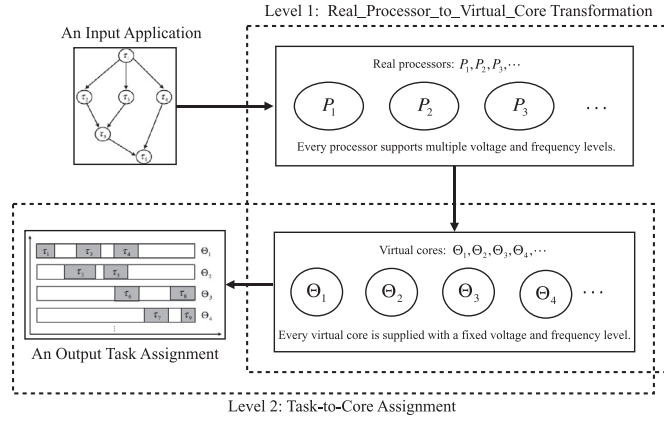 Level 1: Real_Processor_to_Virtual_Core Transformation
An Input Application
Real processors: P₁, P₂, P₃, ⋯
P₁ P₂ P₃ ⋯
Every processor supports multiple voltage and frequency levels.
Virtual cores: Θ₁, Θ₂, Θ₃, Θ₄, ⋯
Θ₁ Θ₂ Θ₃ Θ₄ ⋯
Every virtual core is supplied with a fixed voltage and frequency level.
τ₁ τ₃ τ₄ Θ₁
Θ₂
τ₆ τ₈ Θ₃
τ₇ τ₉ Θ₄
⋮
An Output Task Assignment
Level 2: Task-to-Core Assignment